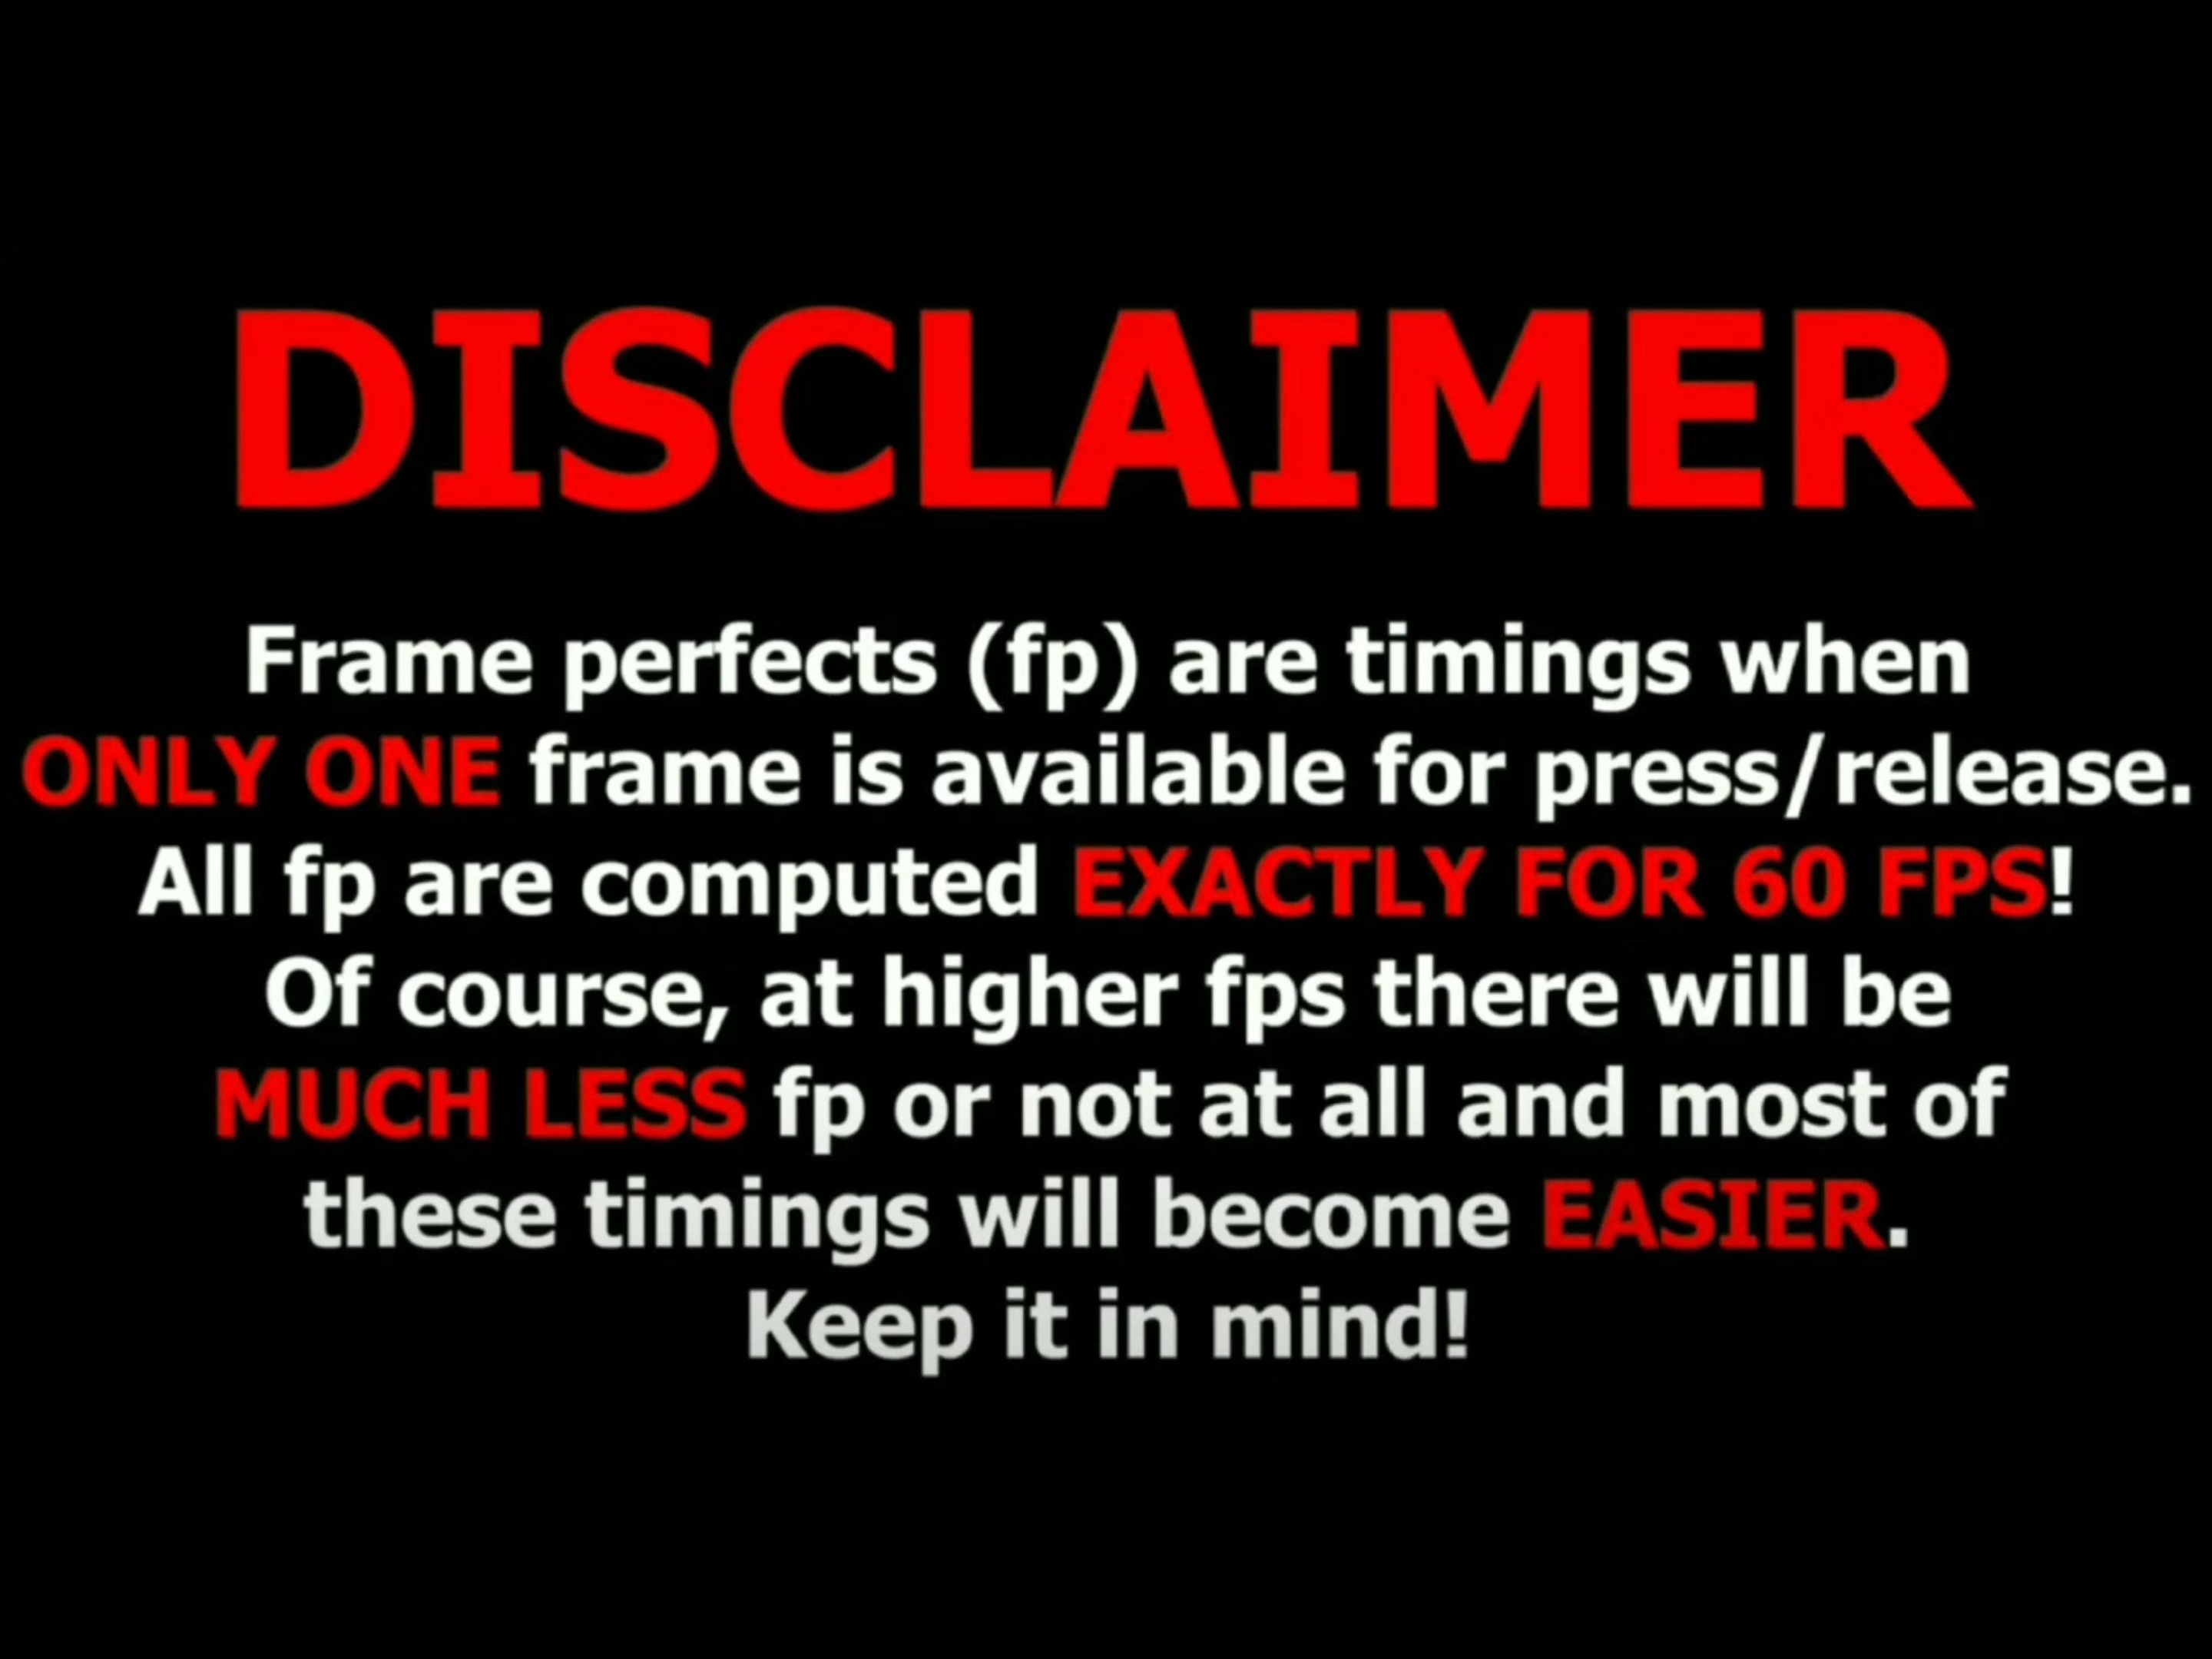 DISCLAIMER
Frame perfects (fp) are timings when
ONLY ONE frame is available for press/release.
All fp are computed EXACTLY FOR 60 FPS!
Of course, at higher fps there will be
MUCH LESS fp or not at all and most of
these timings will become EASIER.
Keep it in mind!